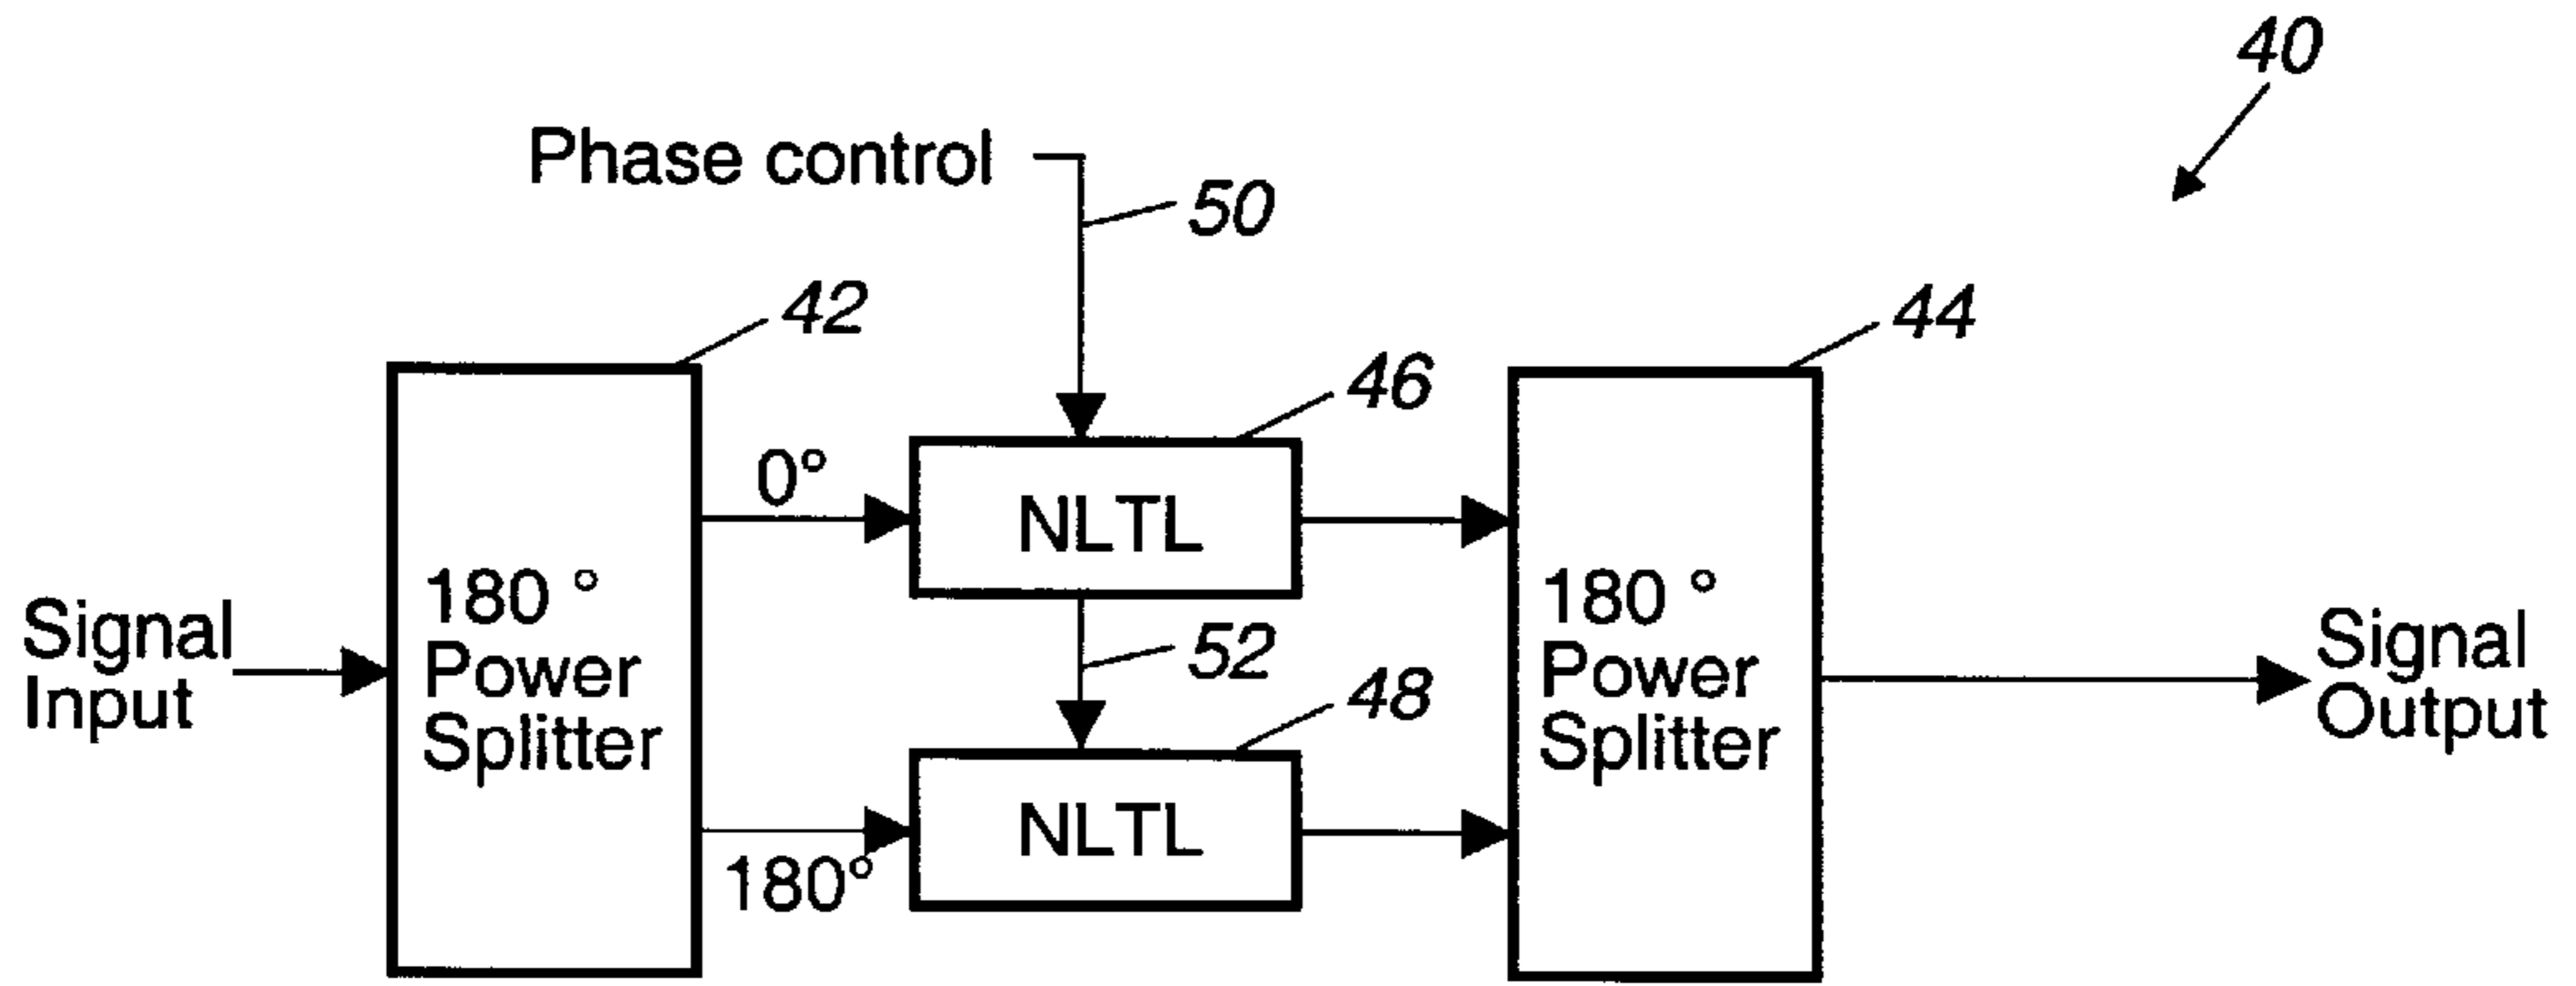 40
Phase control
50
42
44
46
0°
NLTL
180 °
Power
Splitter
180 °
Power
Splitter
Signal
Input
Signal
Output
52
48
NLTL
180°